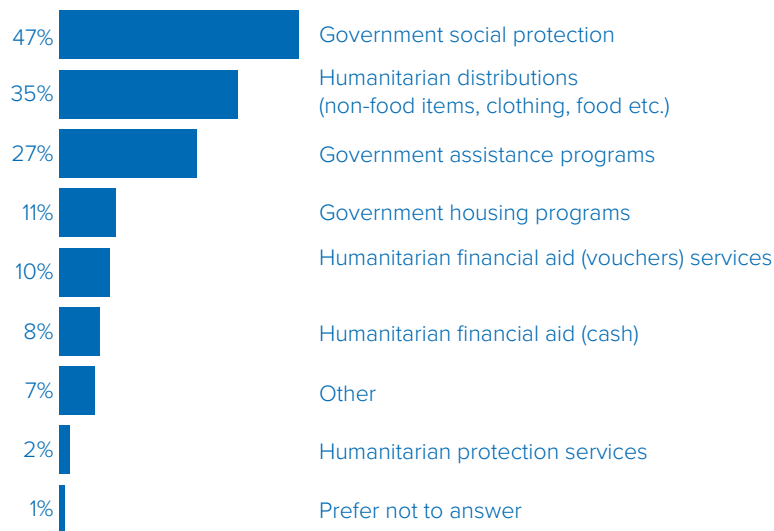 47% Government social protection
35% Humanitarian distributions
(non-food items, clothing, food etc.)
27% Government assistance programs
11% Government housing programs
10% Humanitarian financial aid (vouchers) services
8% Humanitarian financial aid (cash)
7% Other
2% Humanitarian protection services
1% Prefer not to answer